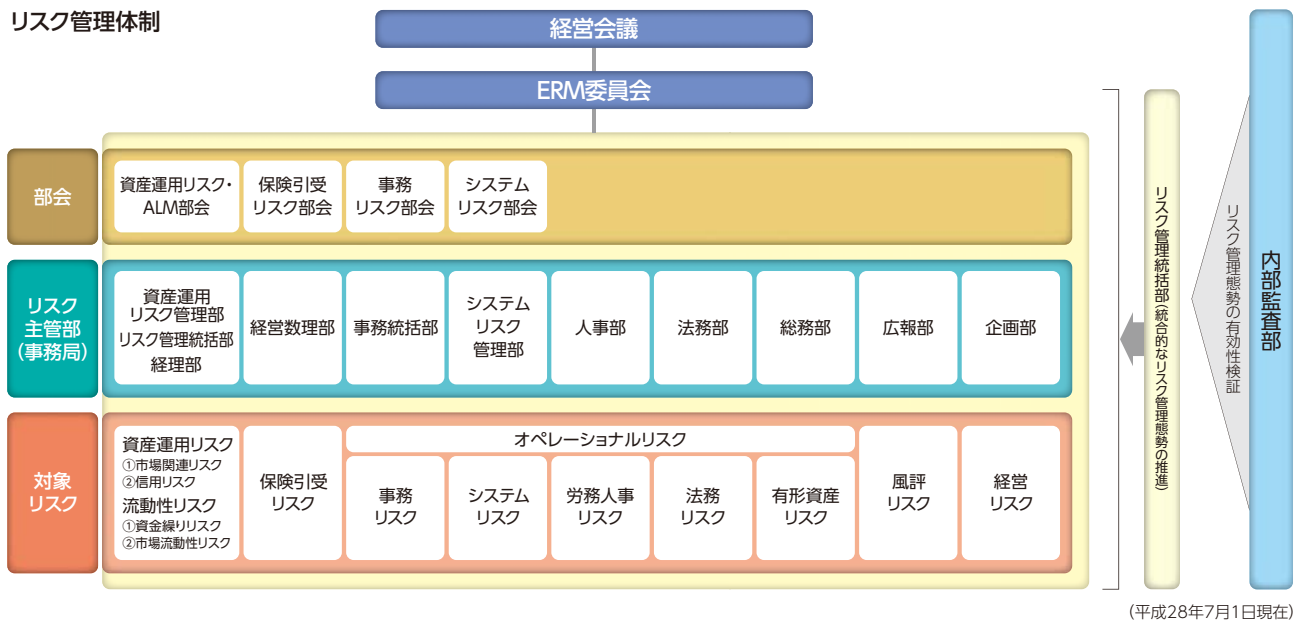 リスク管理体制
経営会議
ERM委員会
部会
資産運用リスク・
ALM部会
保険引受
リスク部会
事務
リスク部会
システム
リスク部会
リスク
主管部
(事務局)
資産運用
リスク管理部
リスク管理統括部
経理部
経営数理部
事務統括部
システム
リスク
管理部
人事部
法務部
総務部
広報部
企画部
対象
リスク
資産運用リスク
①市場関連リスク
②信用リスク
流動性リスク
①資金繰りリスク
②市場流動性リスク
保険引受
リスク
オペレーショナルリスク
事務
リスク
システム
リスク
労務人事
リスク
法務
リスク
有形資産
リスク
風評
リスク
経営
リスク
リスク管理統括部(統合的なリスク管理態勢の推進)
リスク管理態勢の有効性検証
内部監査部
(平成28年7月1日現在)